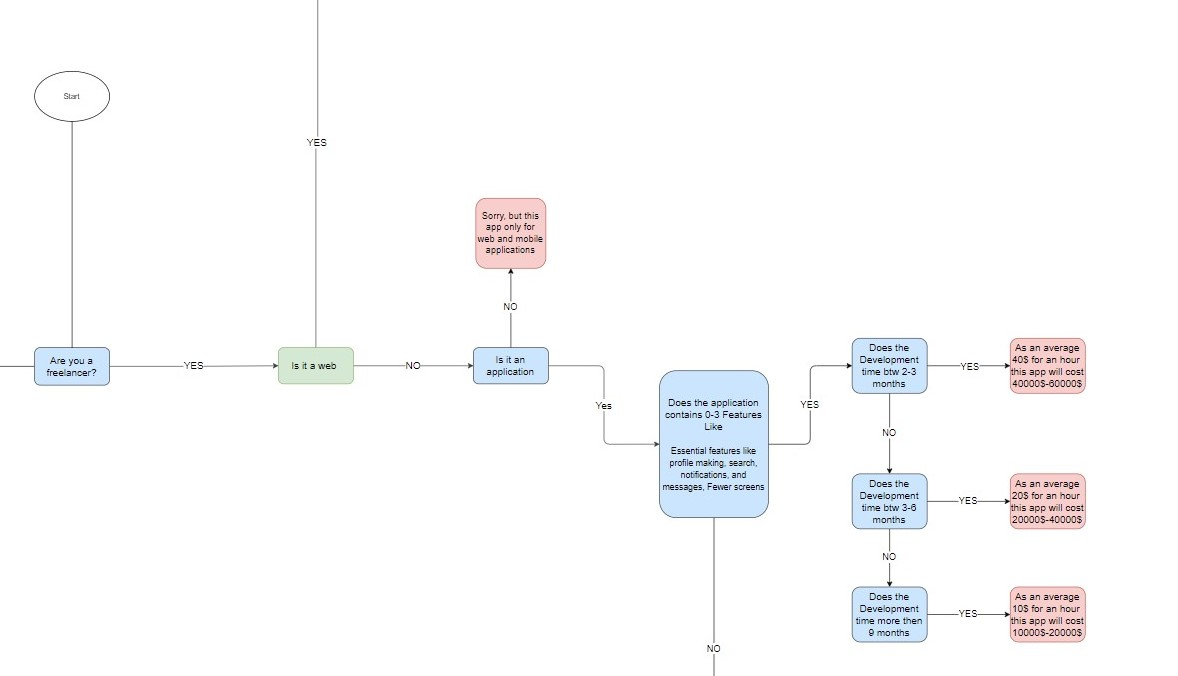 Start
YES
Sorry, but this
app only for
web and mobile
applications
NO
Are you a
freelancer?
YES
Is it a web
NO
Is it an
application
Yes
Does the application
contains 0-3 Features
Like
Essential features like
profile making, search,
notifications, and
messages, Fewer screens
YES
NO
Does the
Development
time btw 2-3
months
YES
As an average
40$ for an hour
this app will cost
40000$-60000$
NO
Does the
Development
time btw 3-6
months
YES
As an average
20$ for an hour
this app will cost
20000$-40000$
NO
Does the
Development
time more then
9 months
YES
As an average
10$ for an hour
this app will cost
10000$-20000$